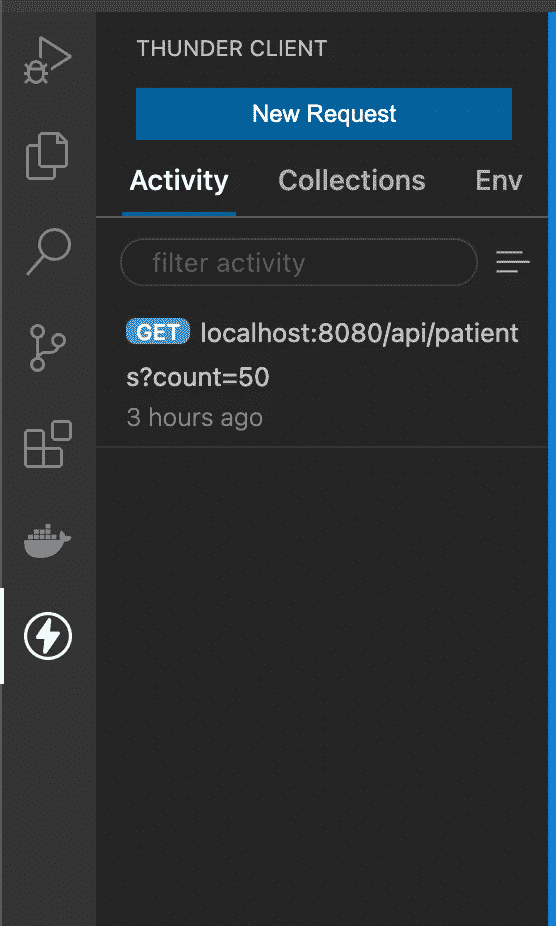 THUNDER CLIENT
New Request
Activity Collections Env
filter activity
GET localhost:8080/api/patient
s?count=50
3 hours ago